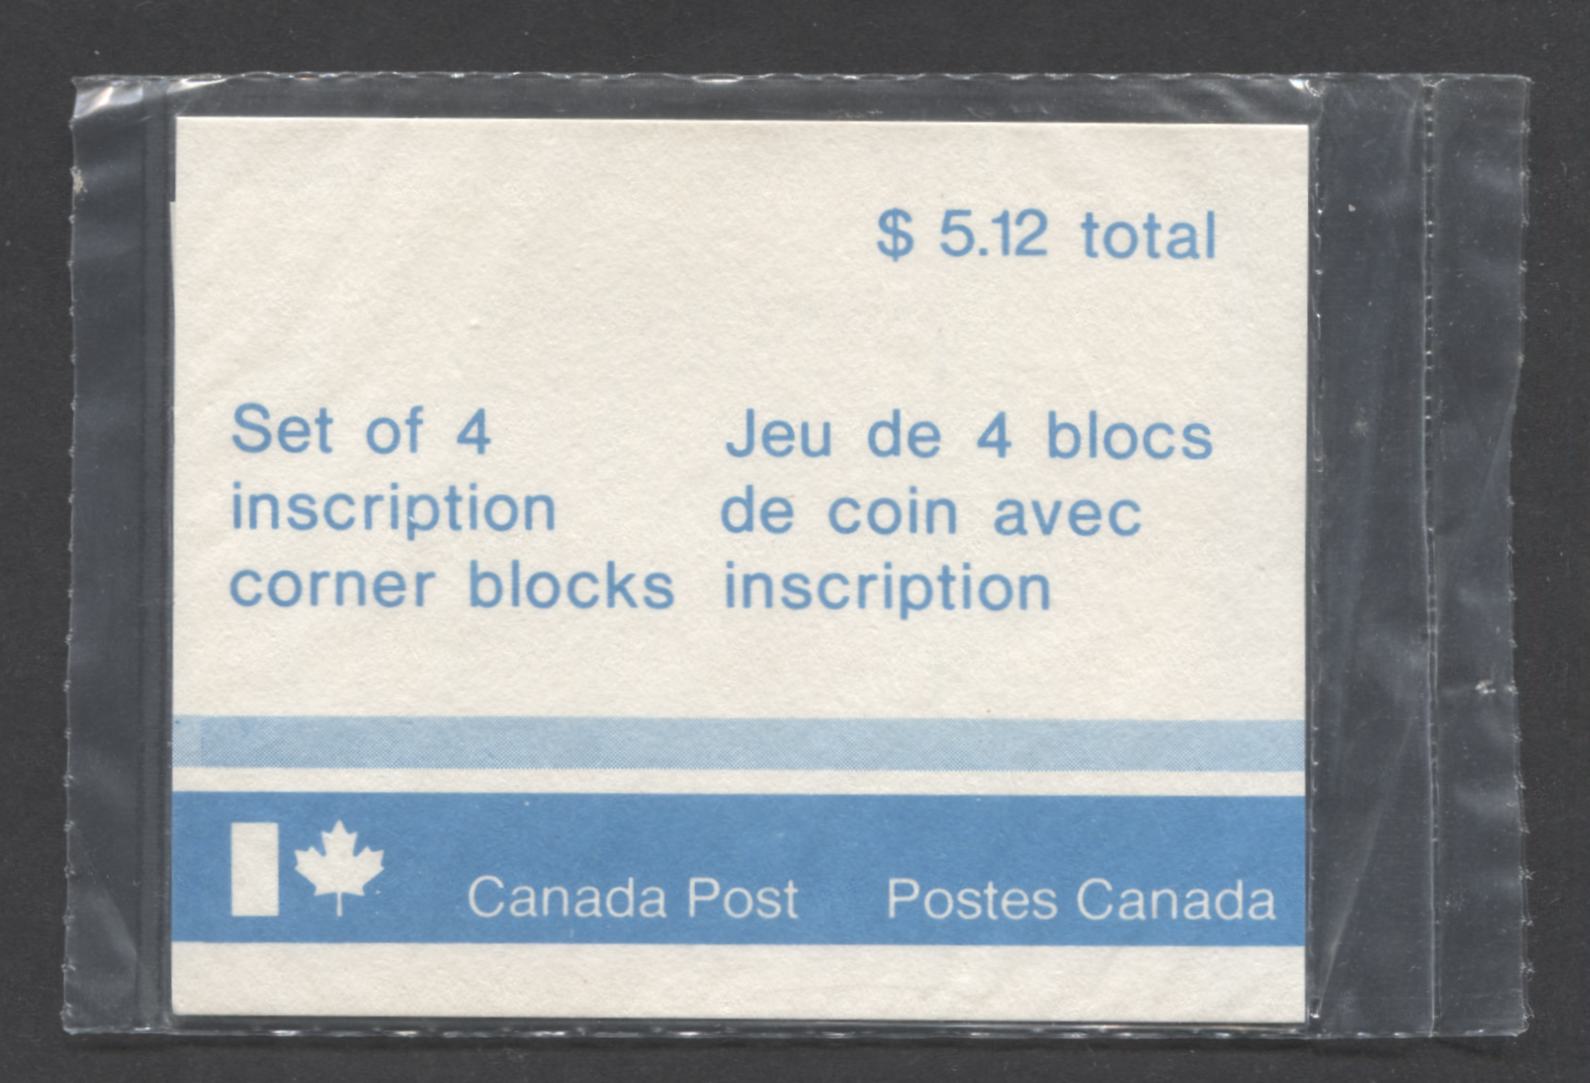 $ 5.12 total
Set of 4
inscription
corner blocks
Jeu de 4 blocs
de coin avec
inscription
Canada Post
Postes Canada